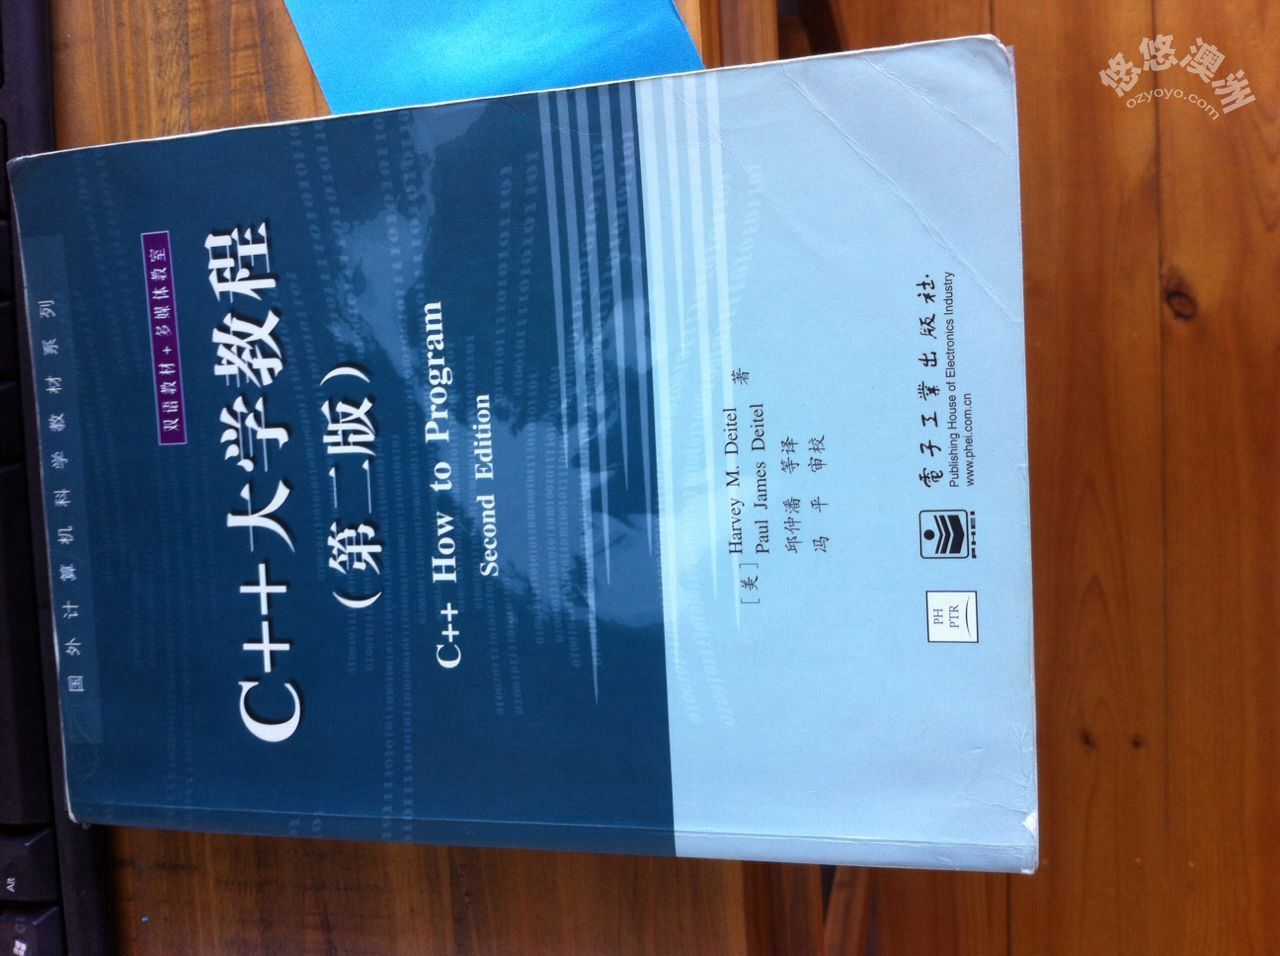 国外计算机科学教材系列
双语教材+多媒体教室
C++大学教程
(第二版)
C++ How to Program
Second Edition
[美] Harvey M. Deitel
Paul James Deitel 著
邱仲潘 等译
冯平 审校
PH
PTR
PHEI
電子工業出版社
Publishing House of Electronics Industry
www.phei.com.cn
悠悠澳洲
ozyoyo.com
Alt